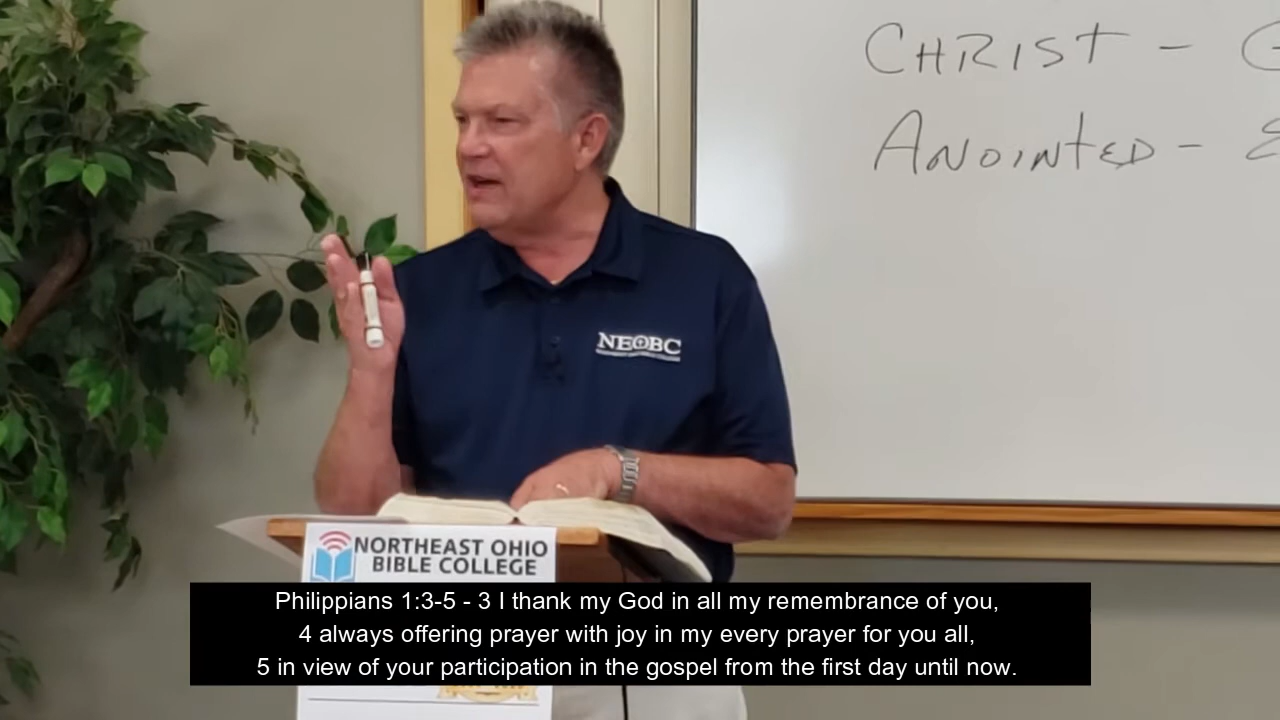 CHRIST -
ANOINTED -
NEOBC
NORTHEAST OHIO
BIBLE COLLEGE
Philippians 1:3-5 - 3 I thank my God in all my remembrance of you,
4 always offering prayer with joy in my every prayer for you all,
5 in view of your participation in the gospel from the first day until now.